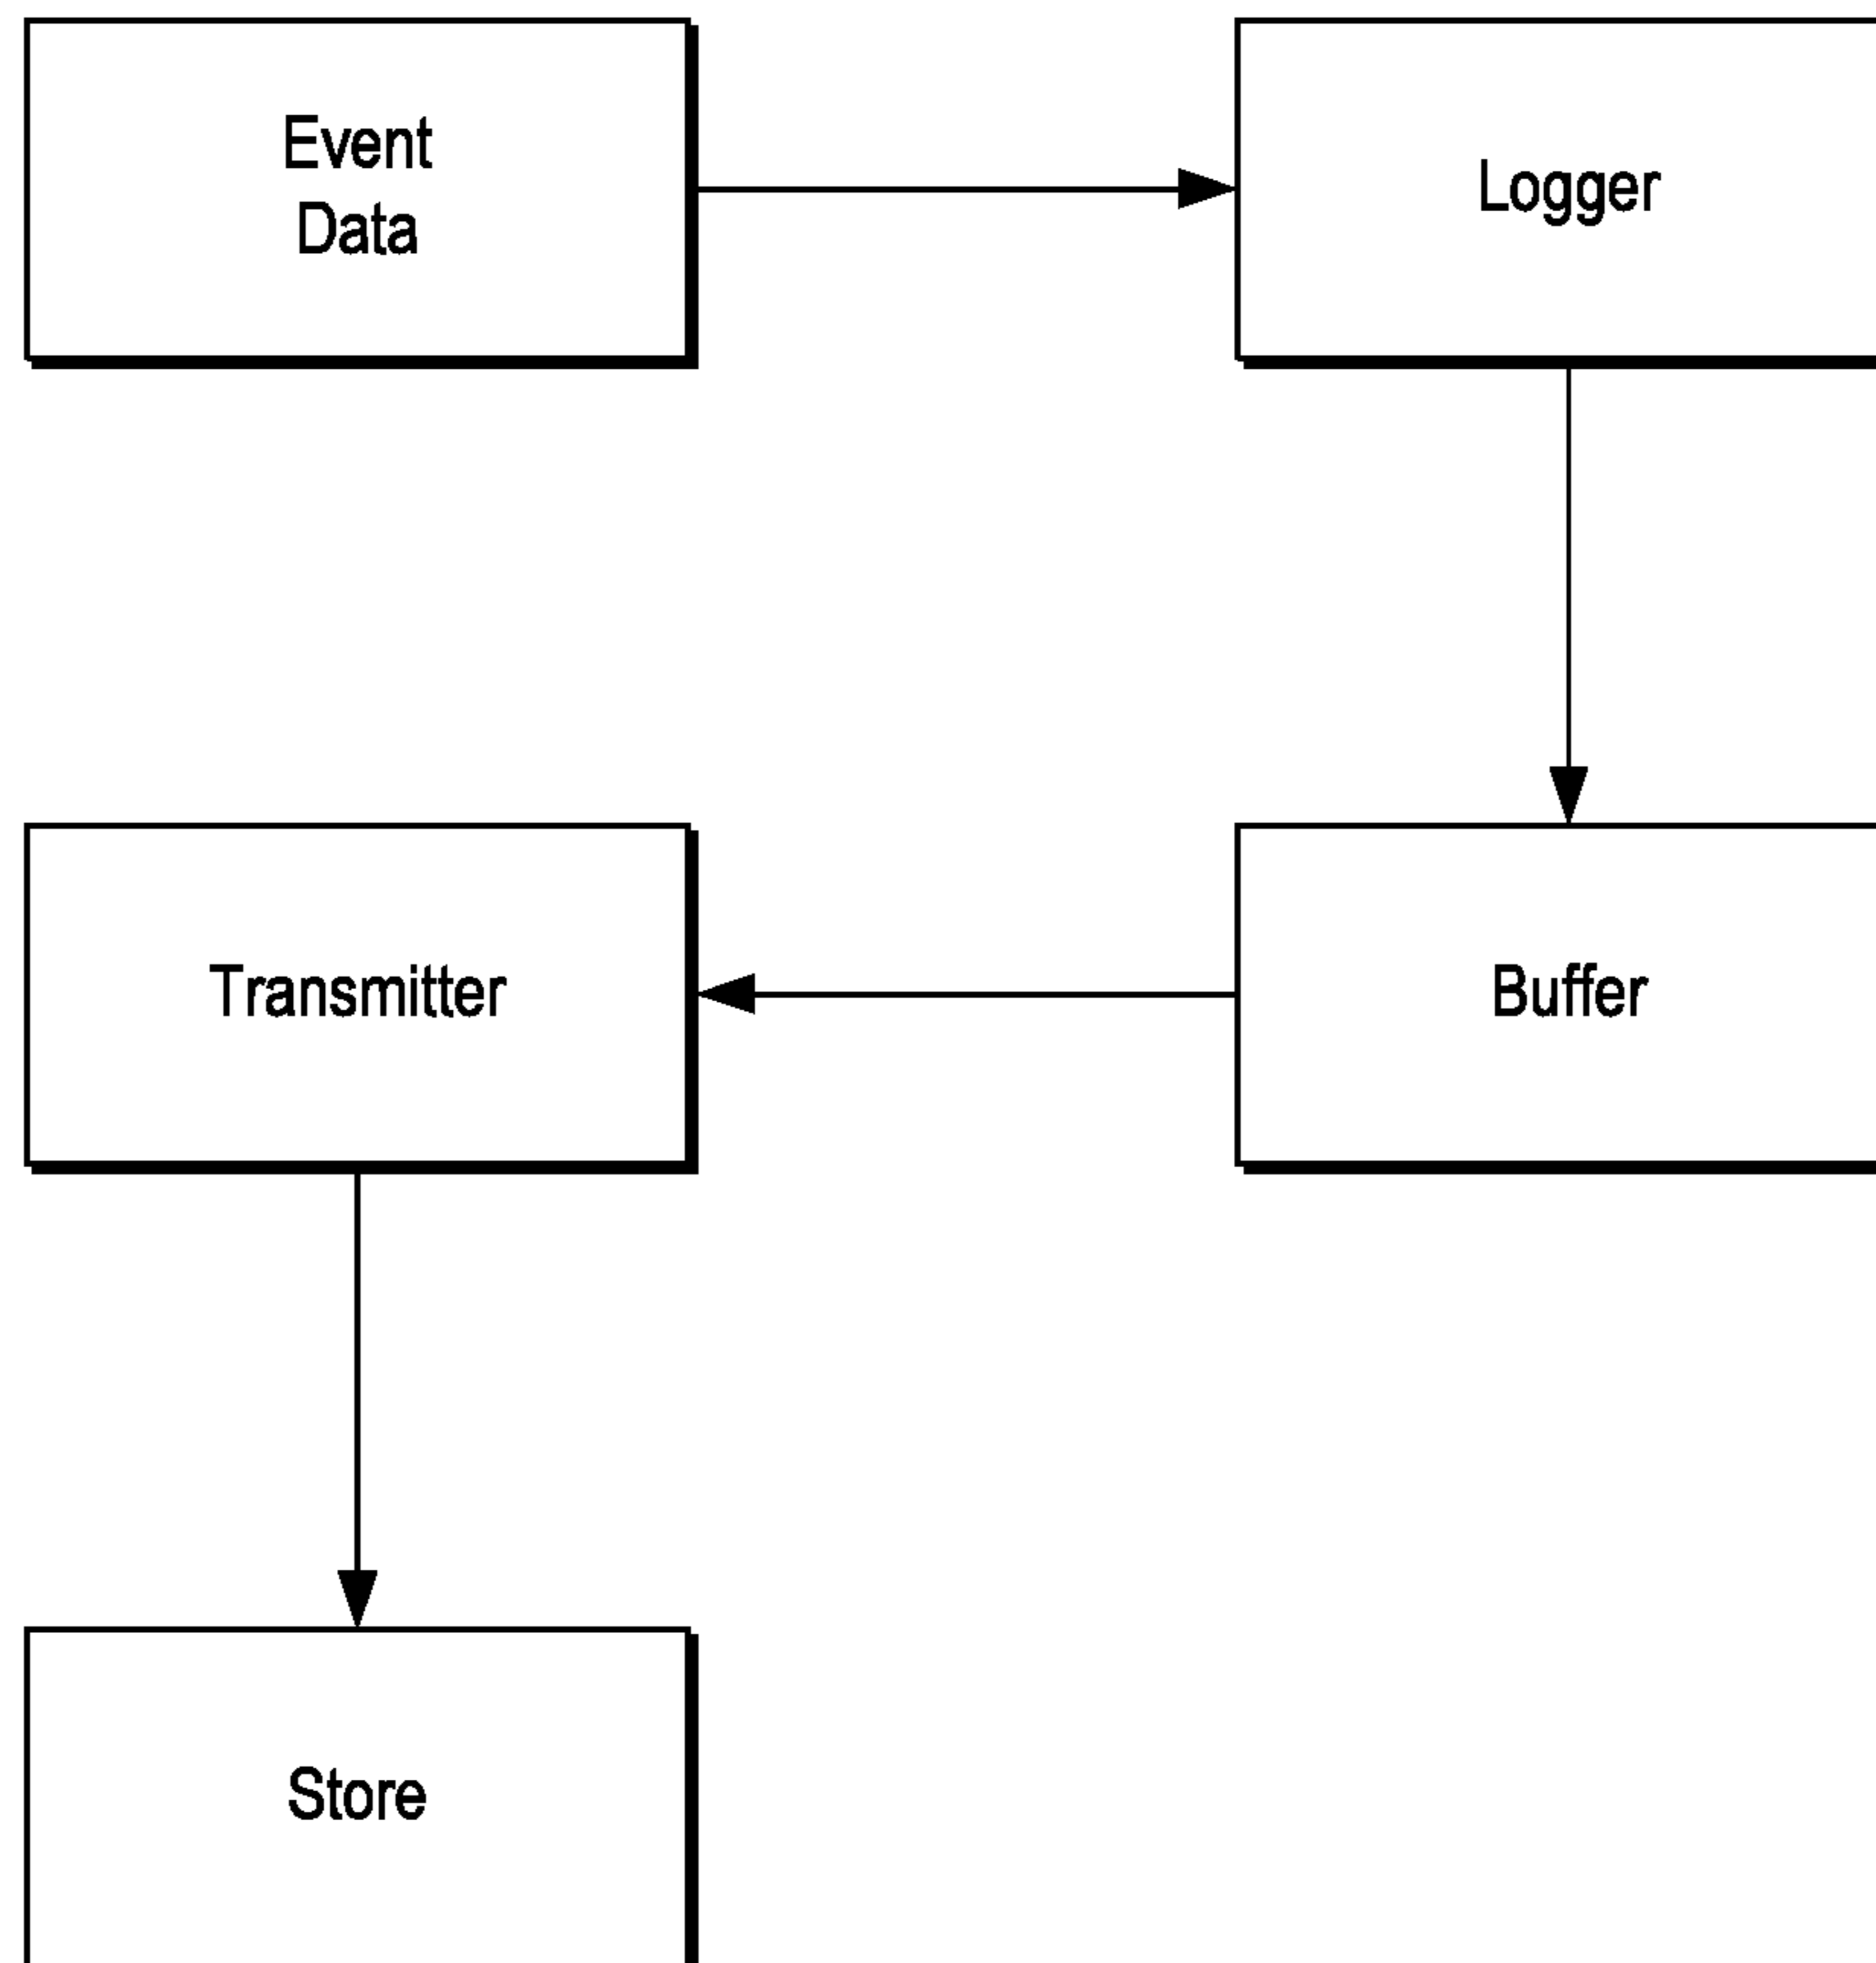 Event
Data
Logger
Transmitter
Buffer
Store